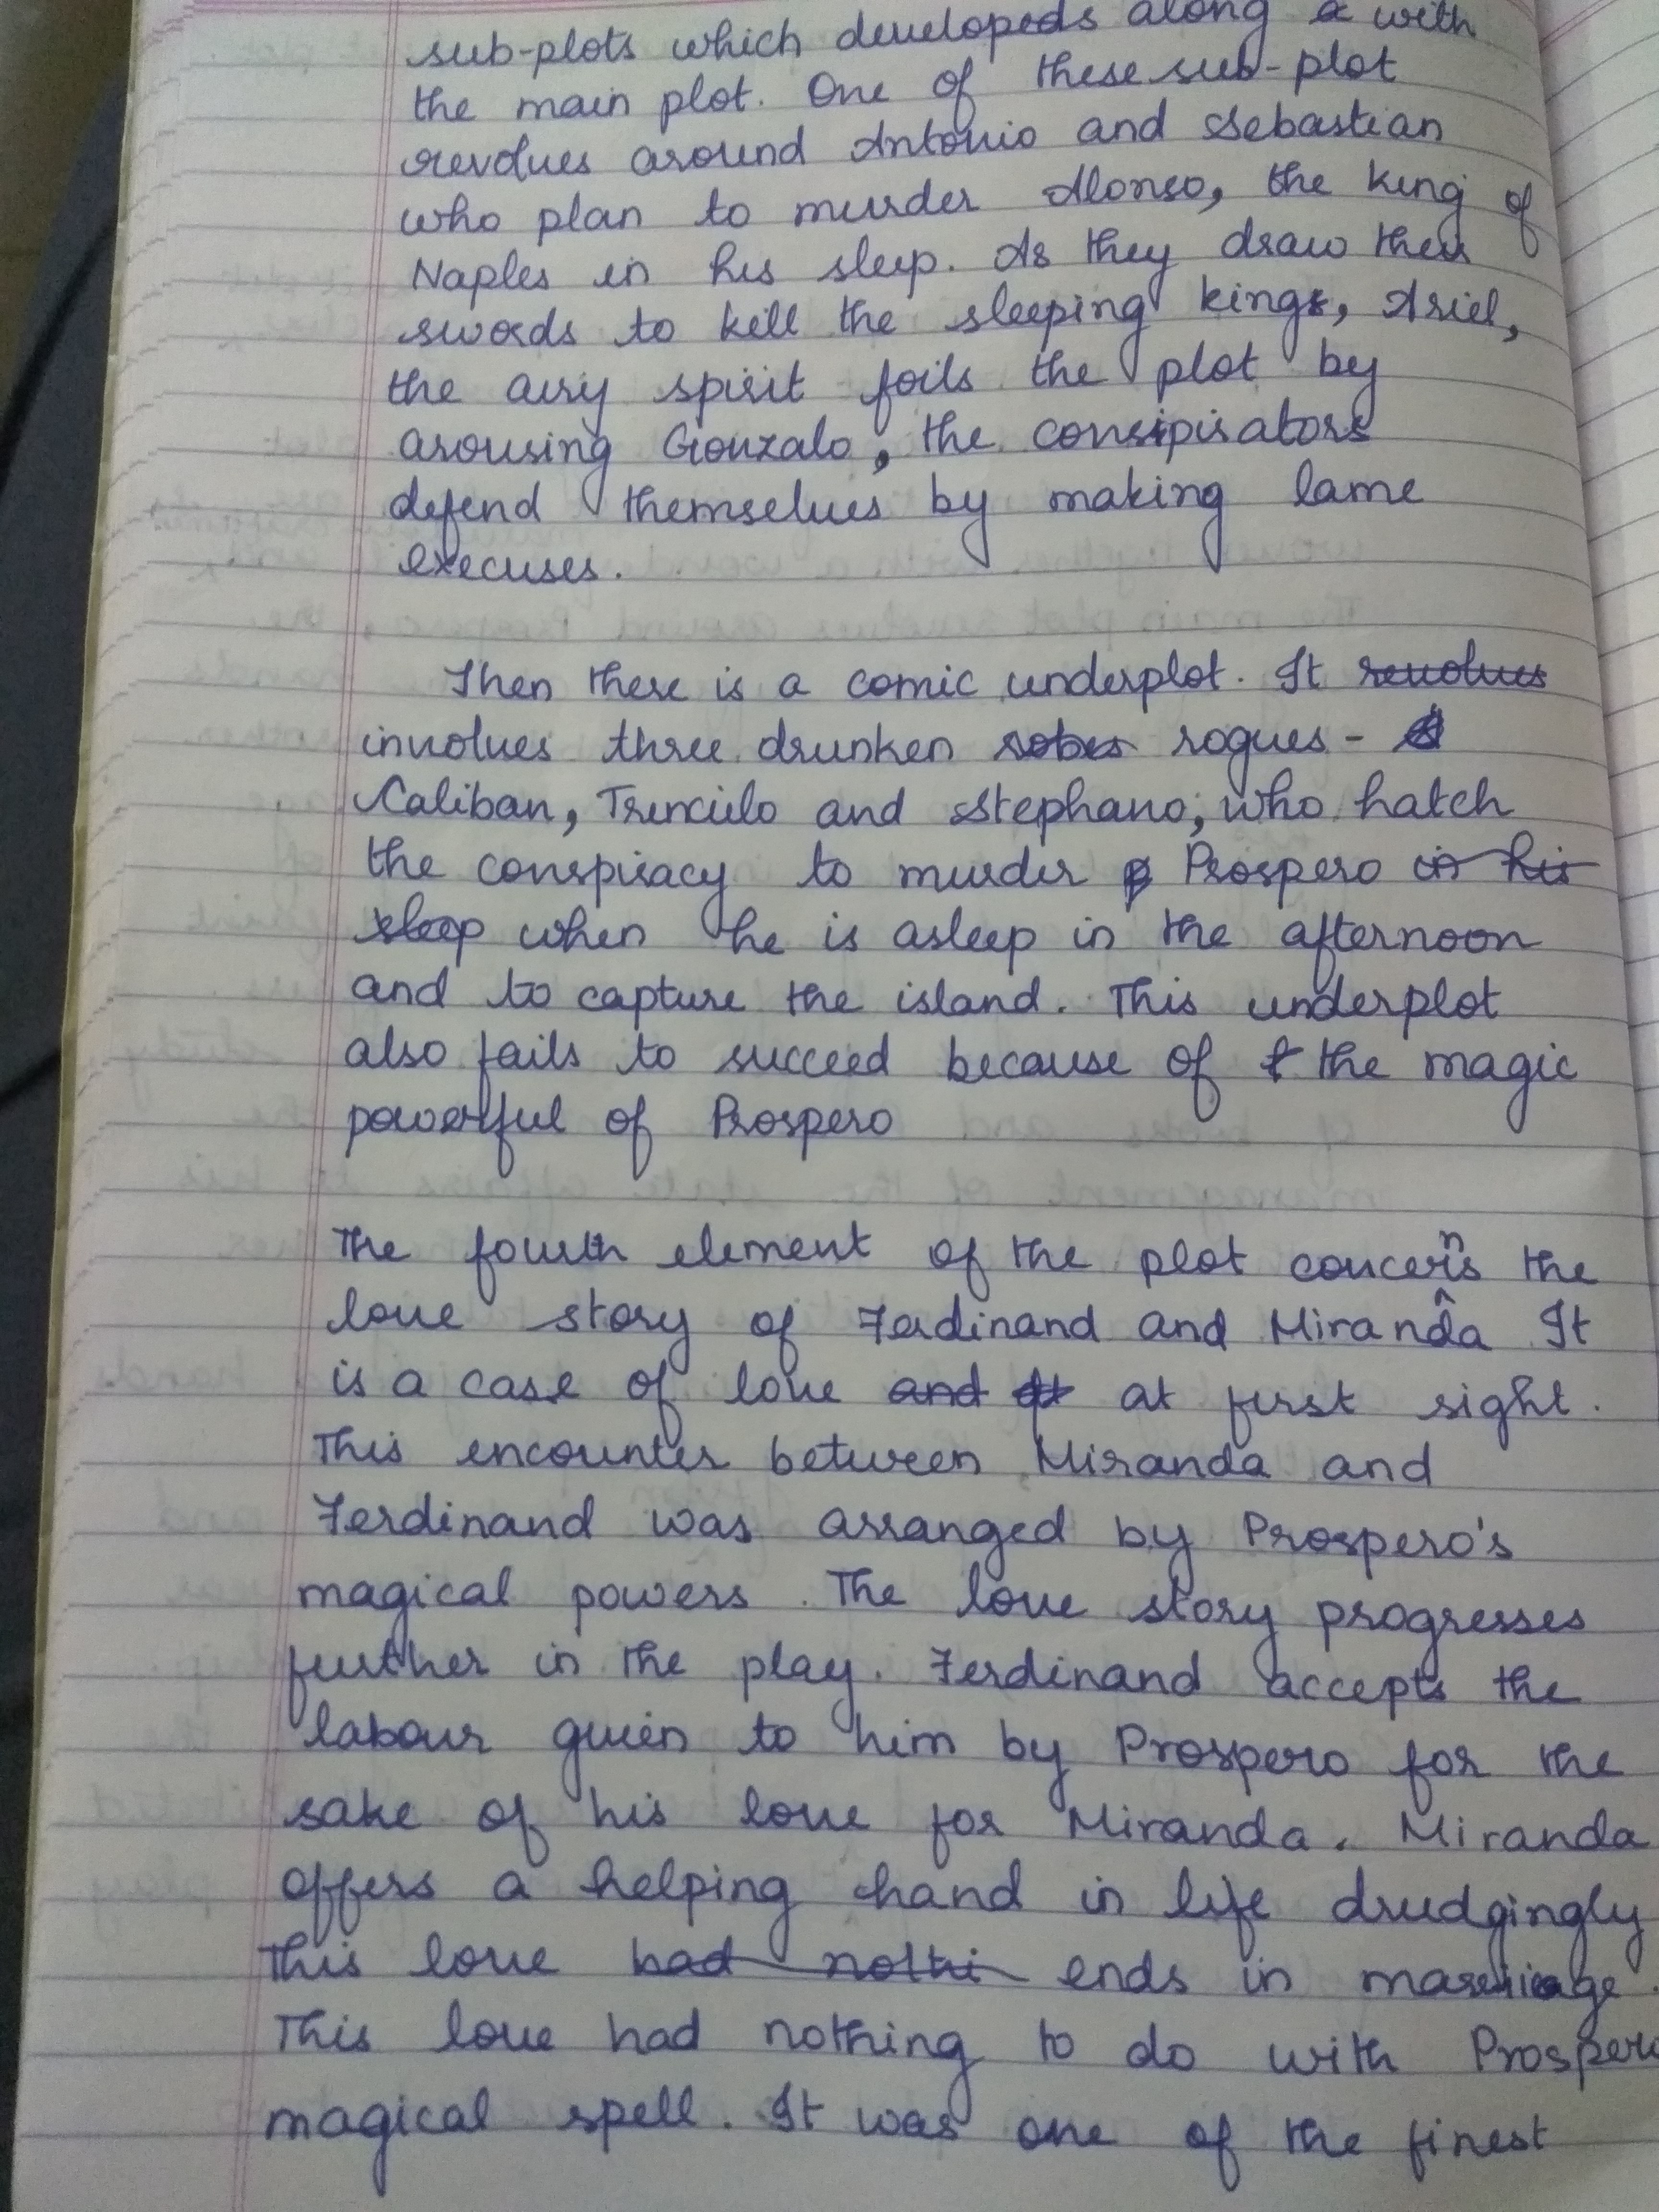 sub-plots which developeds along a with
the main plot. One of these sub-plot
revolves around Antonio and Sebastian
who plan to murder Alonso, the king of
Naples in his sleep. As they draw their
swords to kill the sleeping kings, Ariel,
the airy spirit foils the plot by
arousing Gonzalo, the consipirators
defend themselves by making lame
execuses.
Then there is a comic underplot. It revolves
involves three drunken sober rogues -
Caliban, Trinculo and Stephano, who hatch
the conspiracy to murder p Prospero in his
sleep when he is asleep in the afternoon
and to capture the island. This underplot
also fails to succeed because of t the magic
powerful of Prospero
The fourth element of the plot concerns the
love story of Ferdinand and Miranda It
is a case of love and at first sight.
This encounter between Miranda and
Ferdinand was arranged by Prospero's
magical powers. The love story progresses
further in the play. Ferdinand accepts the
labour given to him by Prospero for the
sake of his love for Miranda. Miranda
offers a helping hand in life drudgingly
This love had nothi ends in marriage.
This love had nothing to do with Prospero
magical spell. It was one of the finest